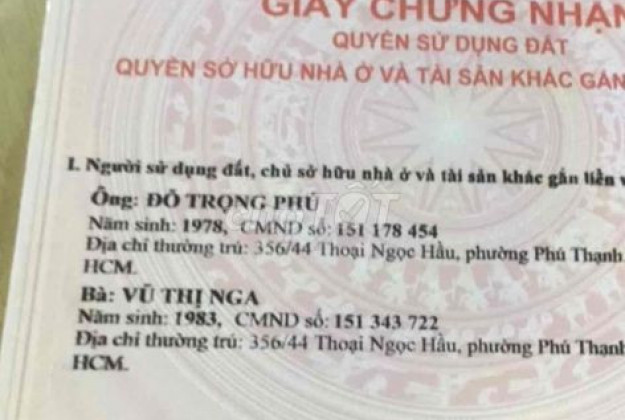 GIẤY CHỨNG NHẬN
QUYỀN SỬ DỤNG ĐẤT
QUYỀN SỞ HỮU NHÀ Ở VÀ TÀI SẢN KHÁC GẮN
I. Người sử dụng đất, chủ sở hữu nhà ở và tài sản khác gắn liền v
Ông: ĐỖ TRỌNG PHÚ
Năm sinh: 1978, CMND số: 151 178 454
Địa chỉ thường trú: 356/44 Thoại Ngọc Hầu, phường Phú Thạnh
HCM.
Bà: VŨ THỊ NGA
Năm sinh: 1983, CMND số: 151 343 722
Địa chỉ thường trú: 356/44 Thoại Ngọc Hầu, phường Phú Thạnh
HCM.